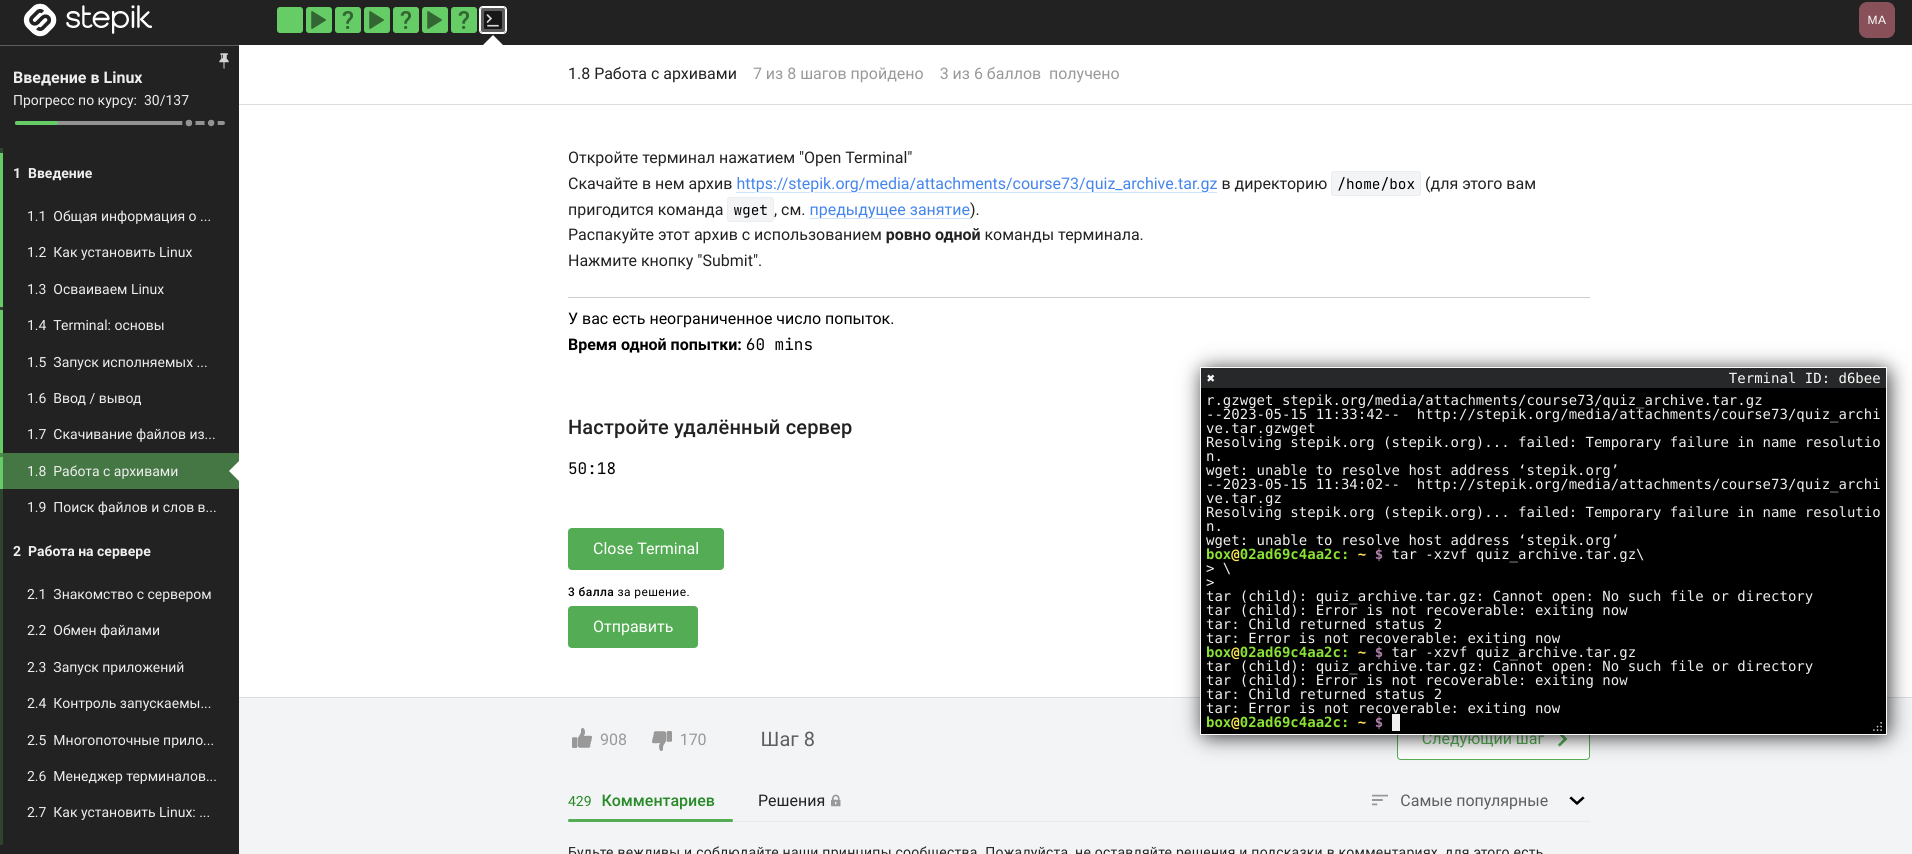 stepik
MA
Введение в Linux
Прогресс по курсу: 30/137
1 Введение
1.1 Общая информация о ...
1.2 Как установить Linux
1.3 Осваиваем Linux
1.4 Terminal: основы
1.5 Запуск исполняемых ...
1.6 Ввод / вывод
1.7 Скачивание файлов из...
1.8 Работа с архивами
1.9 Поиск файлов и слов в...
2 Работа на сервере
2.1 Знакомство с сервером
2.2 Обмен файлами
2.3 Запуск приложений
2.4 Контроль запускаемы...
2.5 Многопоточные прило...
2.6 Менеджер терминалов...
2.7 Как установить Linux: ...
1.8 Работа с архивами 7 из 8 шагов пройдено 3 из 6 баллов получено
Откройте терминал нажатием "Open Terminal"
Скачайте в нем архив https://stepik.org/media/attachments/course73/quiz_archive.tar.gz в директорию /home/box (для этого вам
пригодится команда wget, см. предыдущее занятие).
Распакуйте этот архив с использованием ровно одной команды терминала.
Нажмите кнопку "Submit".
У вас есть неограниченное число попыток.
Время одной попытки: 60 mins
Настройте удалённый сервер
50:18
Close Terminal
3 балла за решение.
Отправить
Terminal ID: d6bee
r.gzwget stepik.org/media/attachments/course73/quiz_archive.tar.gz
--2023-05-15 11:33:42-- http://stepik.org/media/attachments/course73/quiz_archi
ve.tar.gzwget
Resolving stepik.org (stepik.org)... failed: Temporary failure in name resolutio
n.
wget: unable to resolve host address ‘stepik.org’
--2023-05-15 11:34:02-- http://stepik.org/media/attachments/course73/quiz_archi
ve.tar.gz
Resolving stepik.org (stepik.org)... failed: Temporary failure in name resolutio
n.
wget: unable to resolve host address ‘stepik.org’
box@02ad69c4aa2c: ~ $ tar -xzvf quiz_archive.tar.gz\
> \
>
tar (child): quiz_archive.tar.gz: Cannot open: No such file or directory
tar (child): Error is not recoverable: exiting now
tar: Child returned status 2
tar: Error is not recoverable: exiting now
box@02ad69c4aa2c: ~ $ tar -xzvf quiz_archive.tar.gz
tar (child): quiz_archive.tar.gz: Cannot open: No such file or directory
tar (child): Error is not recoverable: exiting now
tar: Child returned status 2
tar: Error is not recoverable: exiting now
box@02ad69c4aa2c: ~ $
908 170 Шаг 8
Следующий шаг
429 Комментариев Решения Самые популярные
Будьте вежливы и соблюдайте наши принципы сообщества. Пожалуйста, не оставляйте решения и подсказки в комментариях, для этого есть